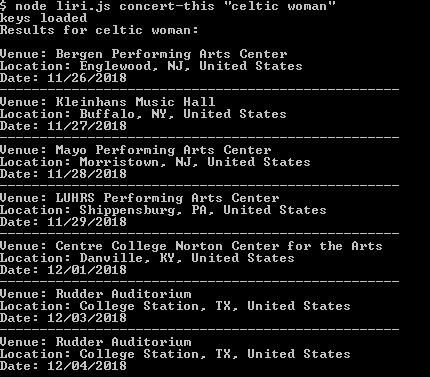 $ node liri.js concert-this "celtic woman"
keys loaded
Results for celtic woman:
Venue: Bergen Performing Arts Center
Location: Englewood, NJ, United States
Date: 11/26/2018
--------------------------------------------------
Venue: Kleinhans Music Hall
Location: Buffalo, NY, United States
Date: 11/27/2018
--------------------------------------------------
Venue: Mayo Performing Arts Center
Location: Morristown, NJ, United States
Date: 11/28/2018
--------------------------------------------------
Venue: LUHRS Performing Arts Center
Location: Shippensburg, PA, United States
Date: 11/29/2018
--------------------------------------------------
Venue: Centre College Norton Center for the Arts
Location: Danville, KY, United States
Date: 12/01/2018
--------------------------------------------------
Venue: Rudder Auditorium
Location: College Station, TX, United States
Date: 12/03/2018
--------------------------------------------------
Venue: Rudder Auditorium
Location: College Station, TX, United States
Date: 12/04/2018